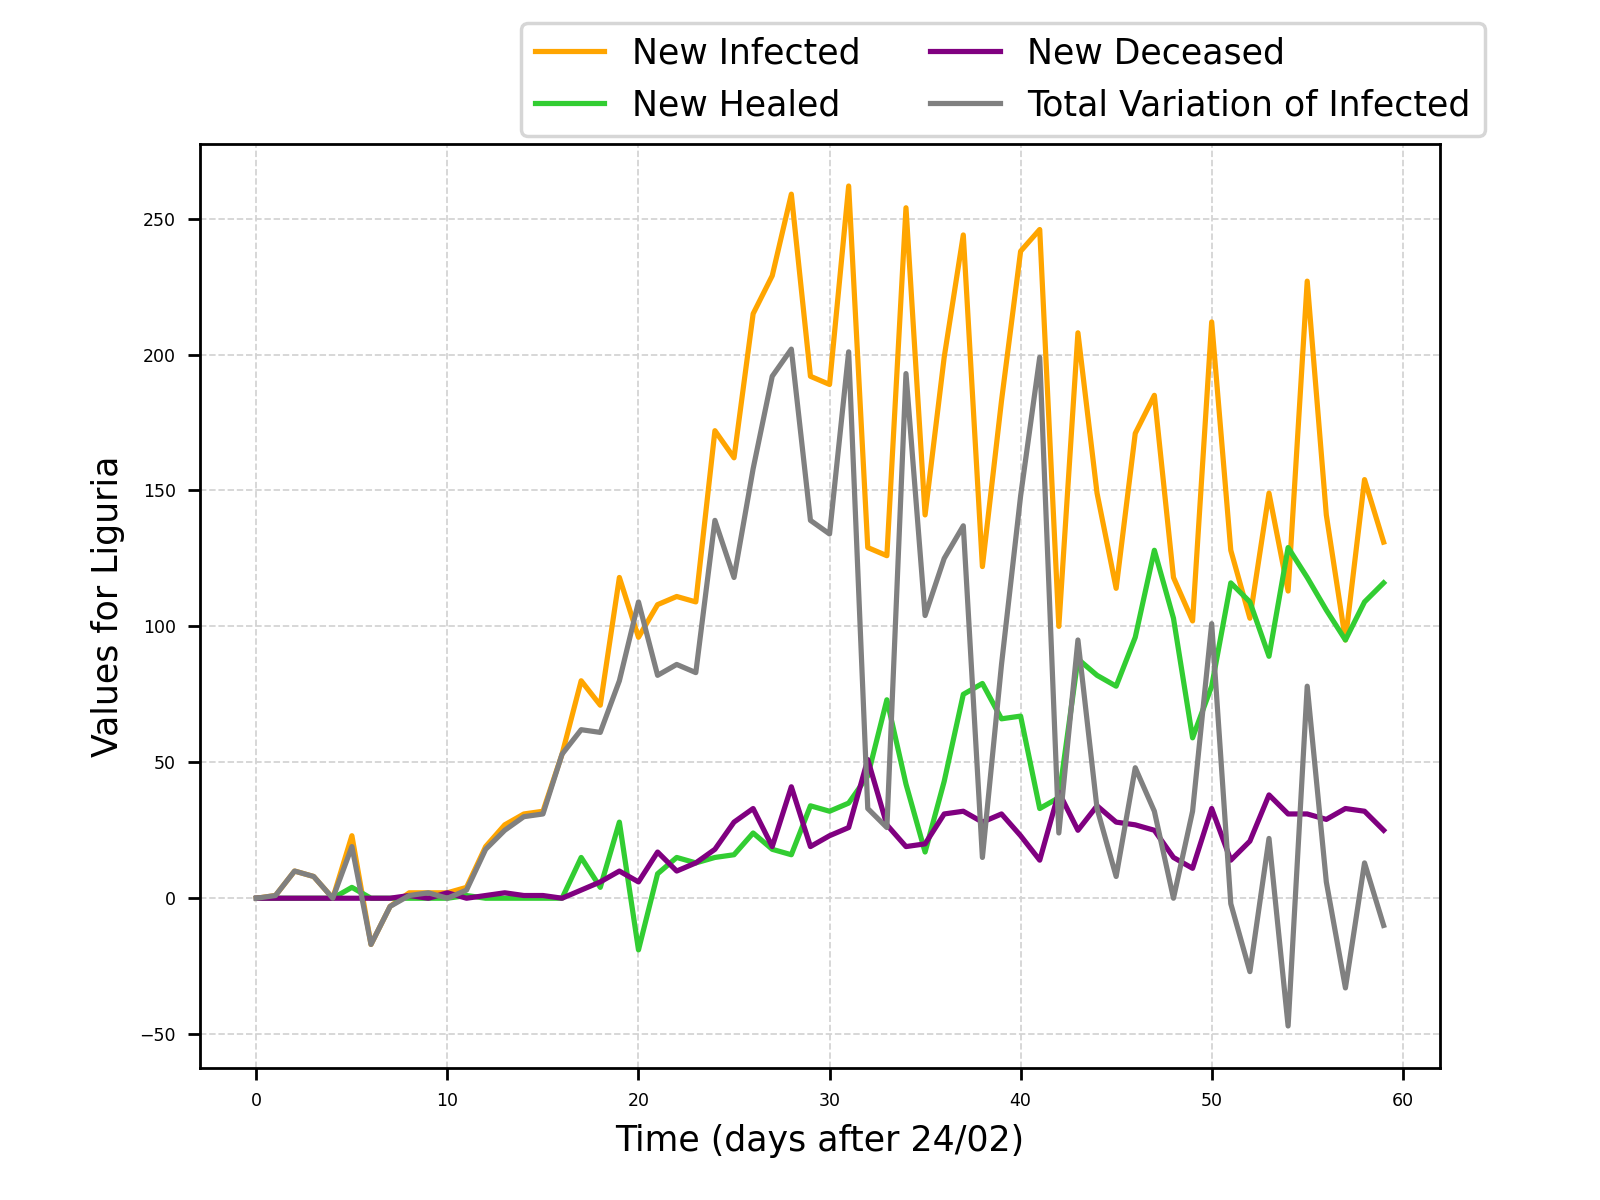 New Infected
New Healed
New Deceased
Total Variation of Infected
Values for Liguria
250
200
150
100
50
0
−50
0 10 20 30 40 50 60
Time (days after 24/02)